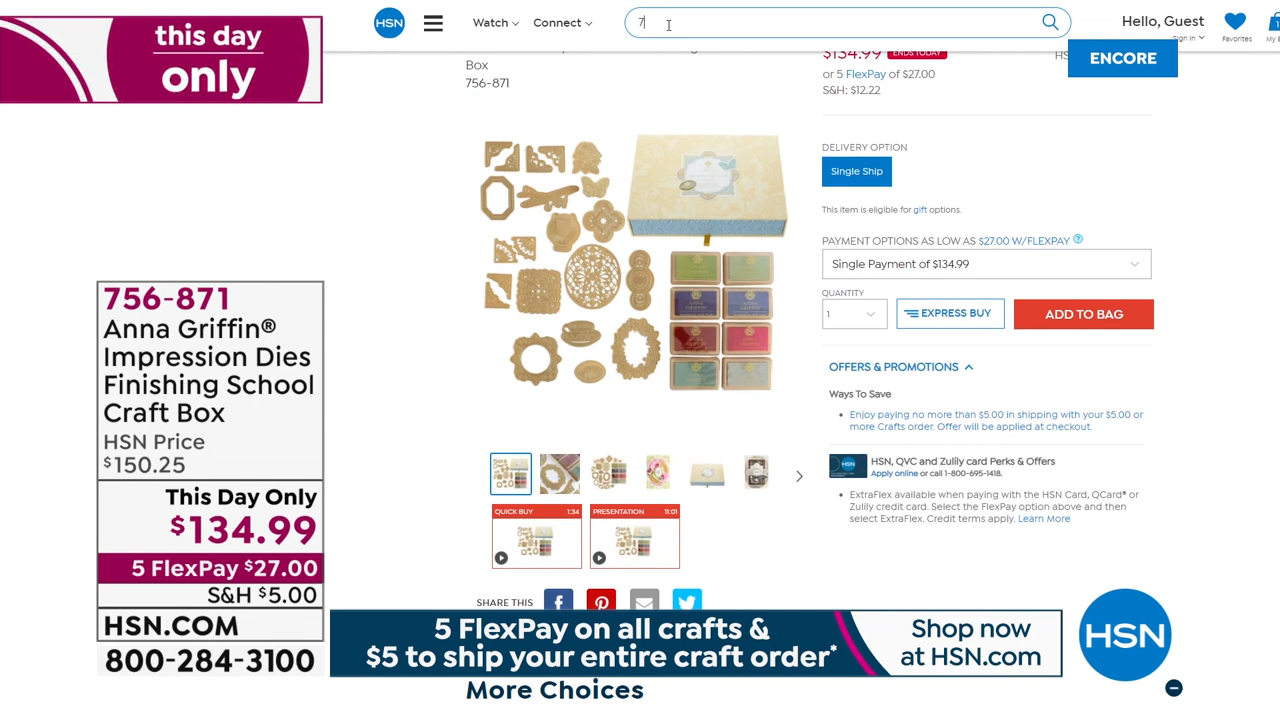 this day
only
HSN
Watch
Connect
7
Hello, Guest
Sign In
Favorites
ENCORE
Box
756-871
$134.99
ENDS TODAY
or 5 FlexPay of $27.00
S&H: $12.22
DELIVERY OPTION
Single Ship
This item is eligible for gift options.
PAYMENT OPTIONS AS LOW AS $27.00 W/FLEXPAY
Single Payment of $134.99
QUANTITY
1
EXPRESS BUY
ADD TO BAG
OFFERS & PROMOTIONS
Ways To Save
Enjoy paying no more than $5.00 in shipping with your $5.00 or
more Crafts order. Offer will be applied at checkout.
HSN, QVC and Zulily card Perks & Offers
Apply online or call 1-800-695-1418.
ExtraFlex available when paying with the HSN Card, QCard® or
Zulily credit card. Select the FlexPay option above and then
select ExtraFlex. Credit terms apply. Learn More
QUICK BUY 1:34
PRESENTATION 11:01
SHARE THIS
756-871
Anna Griffin®
Impression Dies
Finishing School
Craft Box
HSN Price
$150.25
This Day Only
$134.99
5 FlexPay $27.00
S&H $5.00
HSN.COM
800-284-3100
5 FlexPay on all crafts &
$5 to ship your entire craft order*
Shop now
at HSN.com
HSN
More Choices